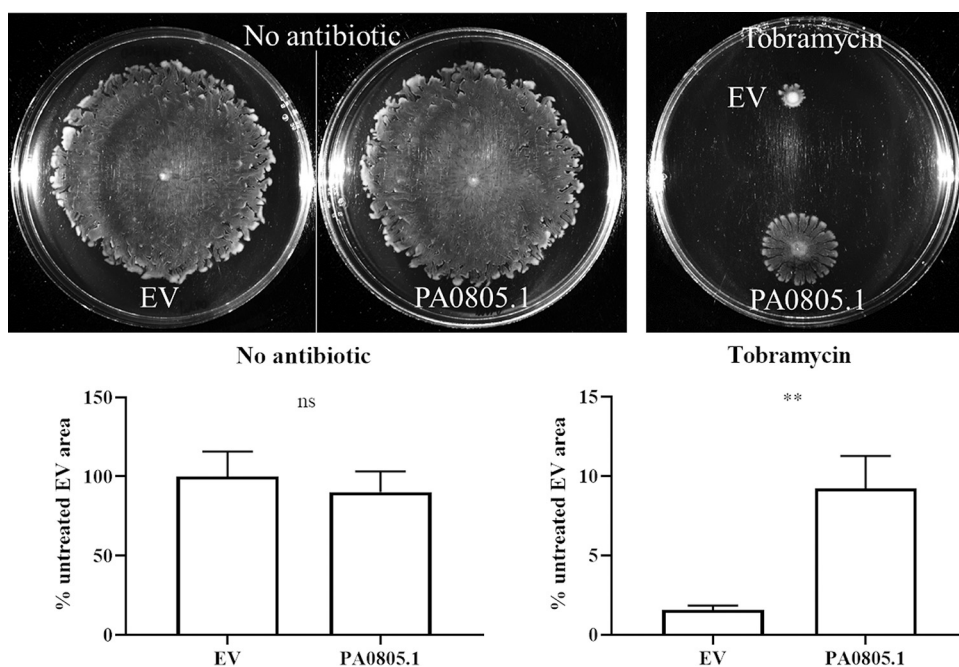 No antibiotic
Tobramycin
EV
EV
PA0805.1
PA0805.1
No antibiotic
Tobramycin
150
100
50
0
% untreated EV area
ns
EV
PA0805.1
15
10
5
0
% untreated EV area
**
EV
PA0805.1